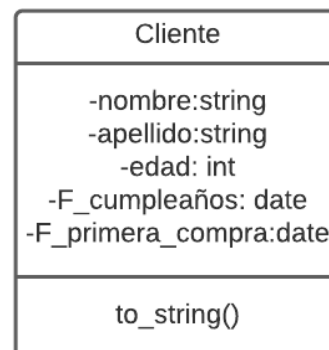 Cliente
-nombre:string
-apellido:string
-edad: int
-F_cumpleaños: date
-F_primera_compra:date
to_string()